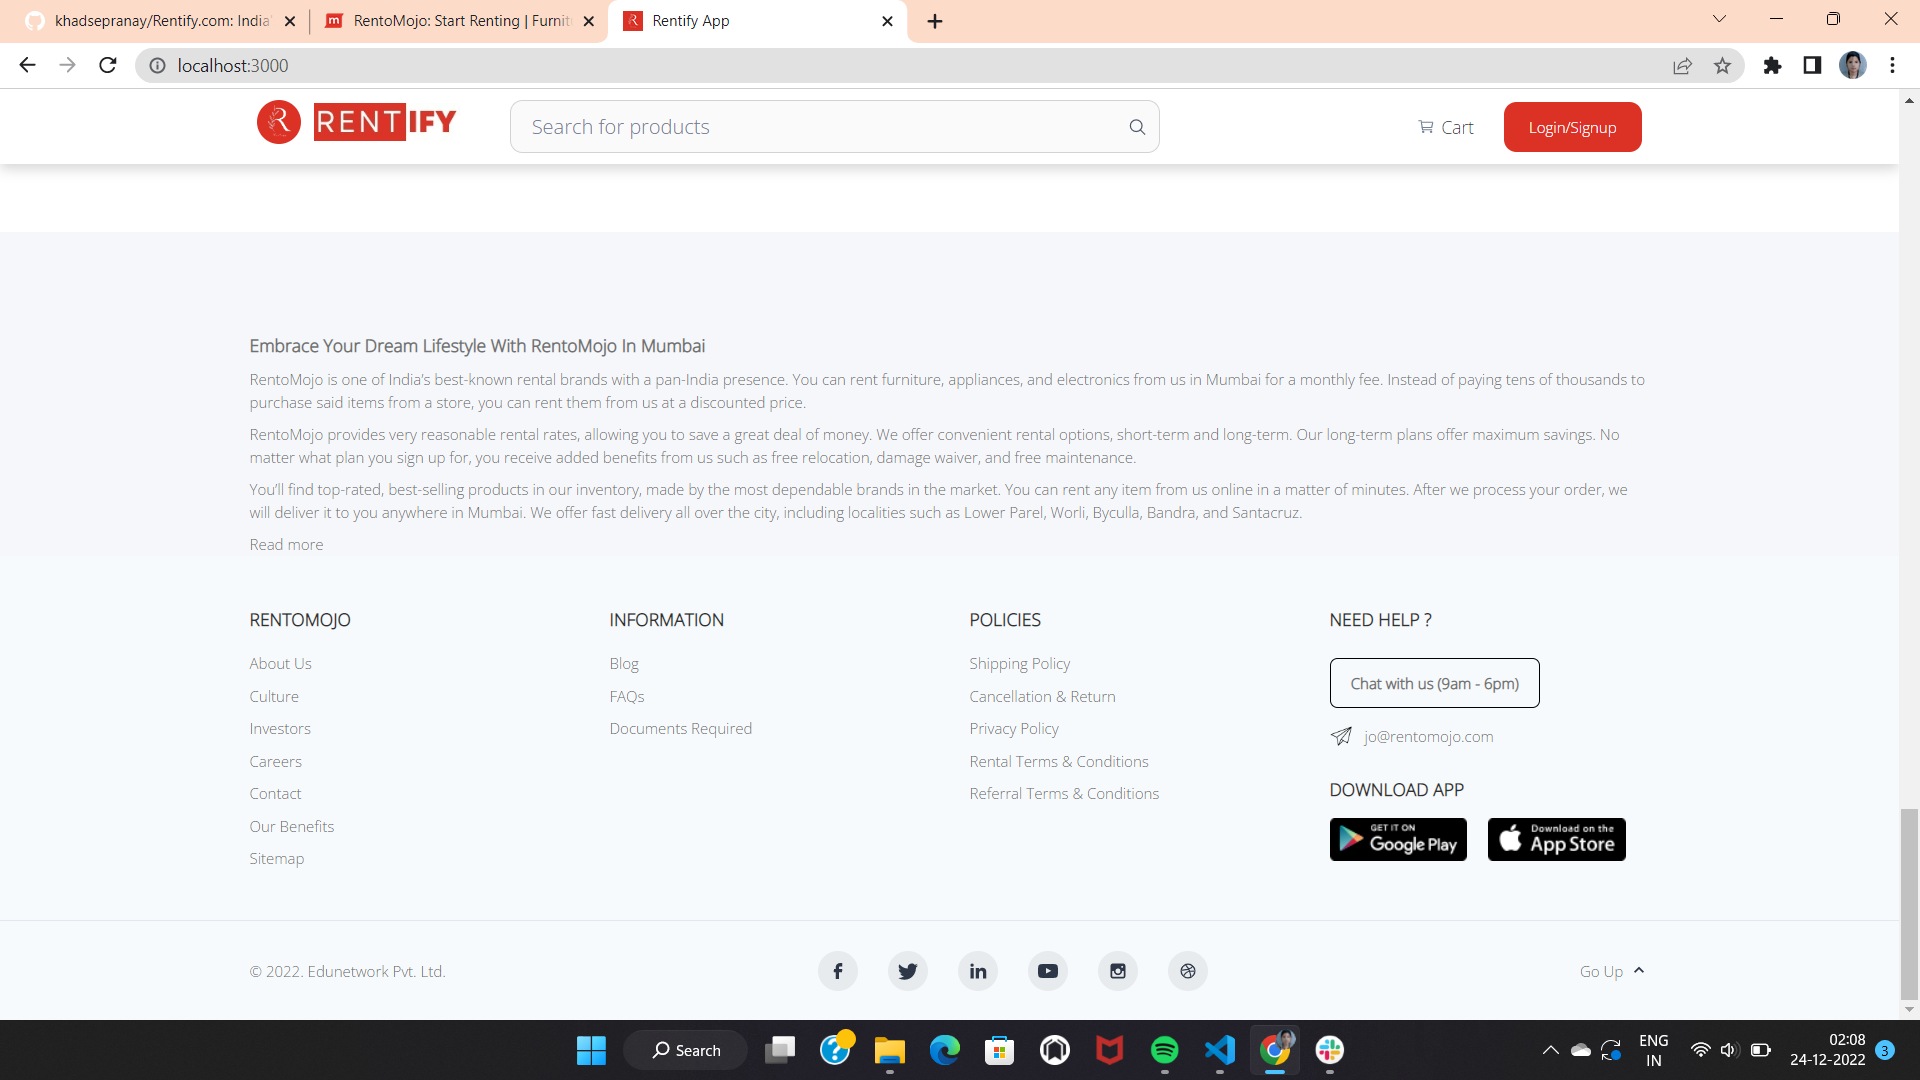 khadsepranay/Rentify.com: India'
RentoMojo: Start Renting | Furnit
Rentify App
localhost:3000
R RENTIFY
Search for products
Cart
Login/Signup
Embrace Your Dream Lifestyle With RentoMojo In Mumbai
RentoMojo is one of India's best-known rental brands with a pan-India presence. You can rent furniture, appliances, and electronics from us in Mumbai for a monthly fee. Instead of paying tens of thousands to
purchase said items from a store, you can rent them from us at a discounted price.
RentoMojo provides very reasonable rental rates, allowing you to save a great deal of money. We offer convenient rental options, short-term and long-term. Our long-term plans offer maximum savings. No
matter what plan you sign up for, you receive added benefits from us such as free relocation, damage waiver, and free maintenance.
You'll find top-rated, best-selling products in our inventory, made by the most dependable brands in the market. You can rent any item from us online in a matter of minutes. After we process your order, we
will deliver it to you anywhere in Mumbai. We offer fast delivery all over the city, including localities such as Lower Parel, Worli, Byculla, Bandra, and Santacruz.
Read more
RENTOMOJO
About Us
Culture
Investors
Careers
Contact
Our Benefits
Sitemap
INFORMATION
Blog
FAQs
Documents Required
POLICIES
Shipping Policy
Cancellation & Return
Privacy Policy
Rental Terms & Conditions
Referral Terms & Conditions
NEED HELP ?
Chat with us (9am - 6pm)
jo@rentomojo.com
DOWNLOAD APP
GET IT ON
Google Play
Download on the
App Store
© 2022. Edunetwork Pvt. Ltd.
Go Up
Search
ENG
IN
02:08
24-12-2022
3